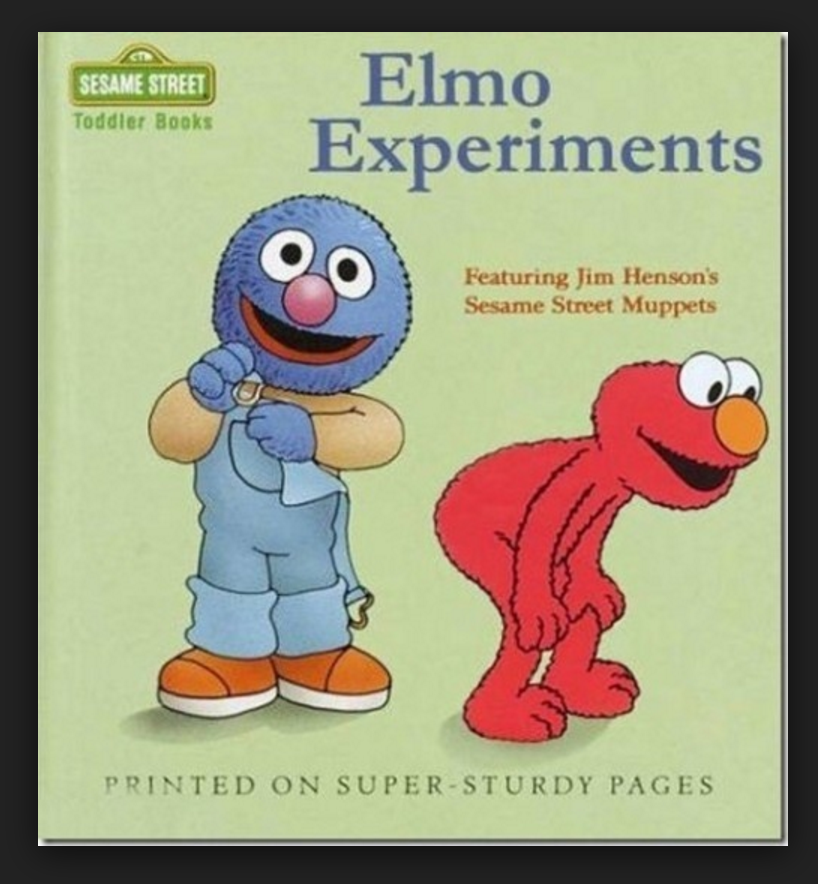 SESAME STREET
Toddler Books
Elmo
Experiments
Featuring Jim Henson's
Sesame Street Muppets
PRINTED ON SUPER-STURDY PAGES